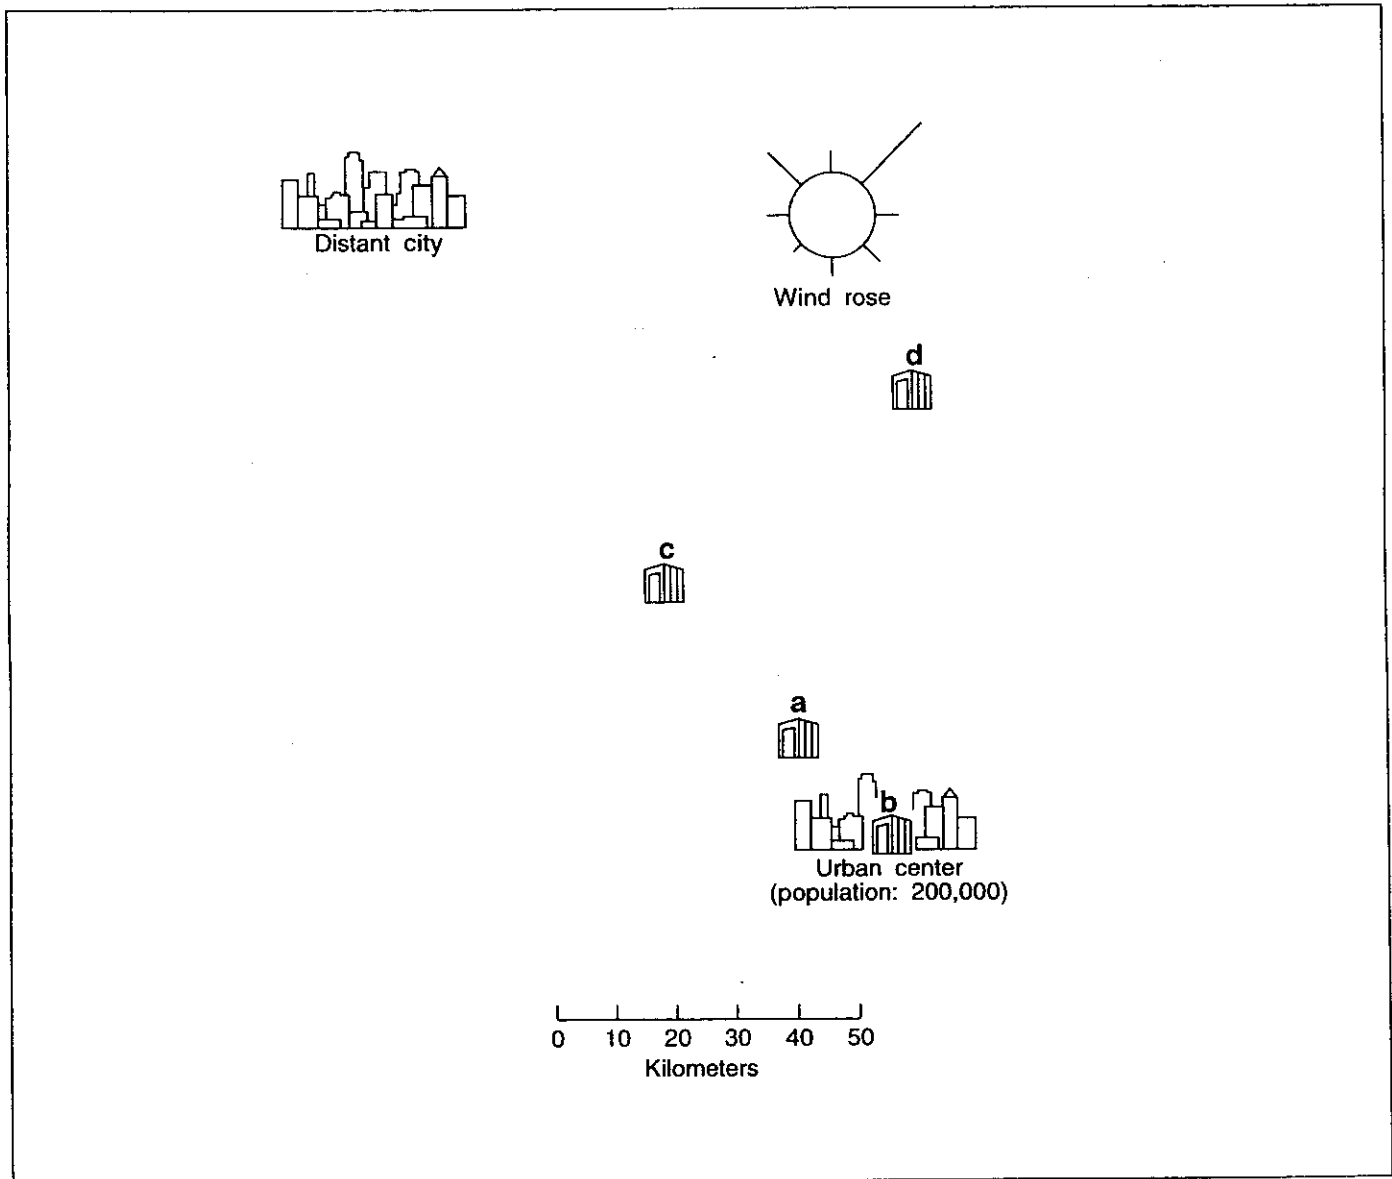 Distant city
Wind rose
d
c
a
b
Urban center
(population: 200,000)
0 10 20 30 40 50
Kilometers